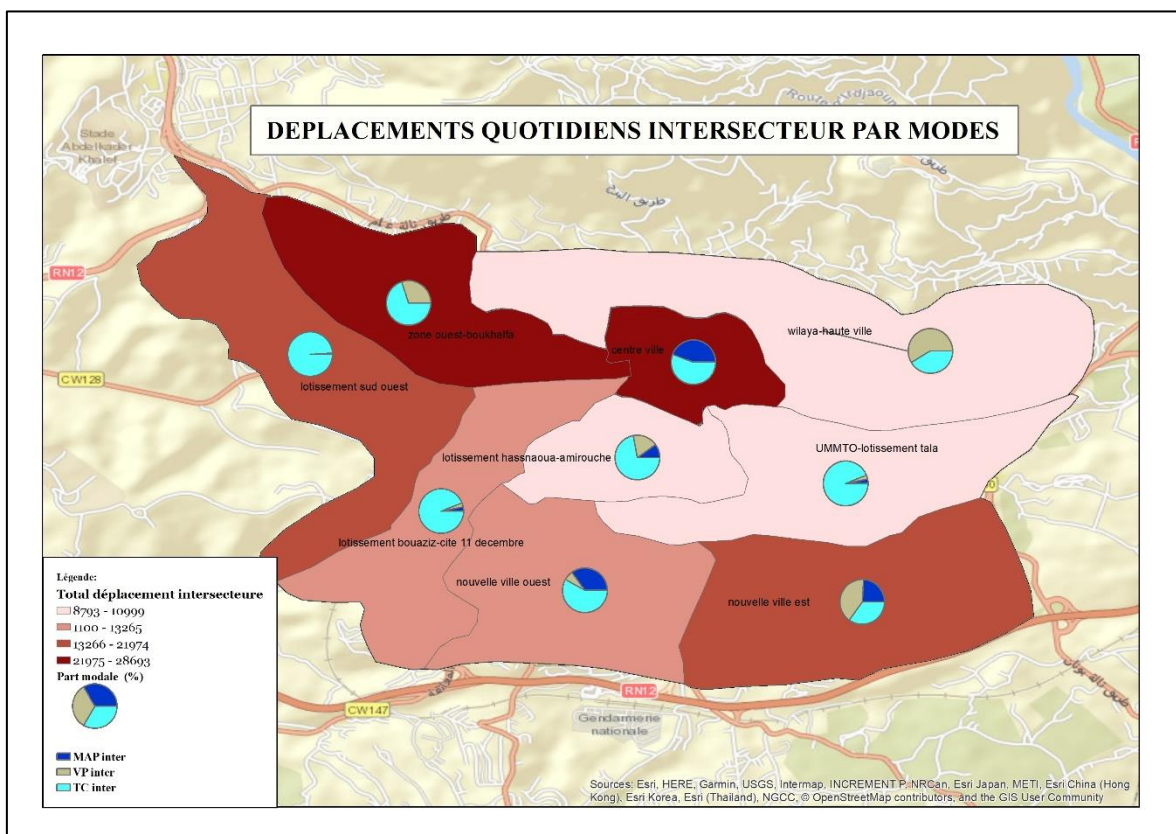 DEPLACEMENTS QUOTIDIENS INTERSECTEUR PAR MODES
Stade
Abdelkader
Khalef
طريق البيئ
RN12
zone ouest-boukhalfa
centre ville
wilaya-haute ville
CW128
lotissement sud ouest
lotissement hassnaoua-amirouche
UMMTO-lotissement tala
lotissement bouaziz-cite 11 decembre
nouvelle ville ouest
nouvelle ville est
Légende:
Total déplacement intersecteure
8793 - 10999
1100 - 13265
13266 - 21974
21975 - 28693
Part modale (%)
MAP inter
VP inter
TC inter
RN12
CW147
Gendarmerie
nationale
Sources: Esri, HERE, Garmin, USGS, Intermap, INCREMENT P, NRCan, Esri Japan, METI, Esri China (Hong
Kong), Esri Korea, Esri (Thailand), NGCC, © OpenStreetMap contributors, and the GIS User Community